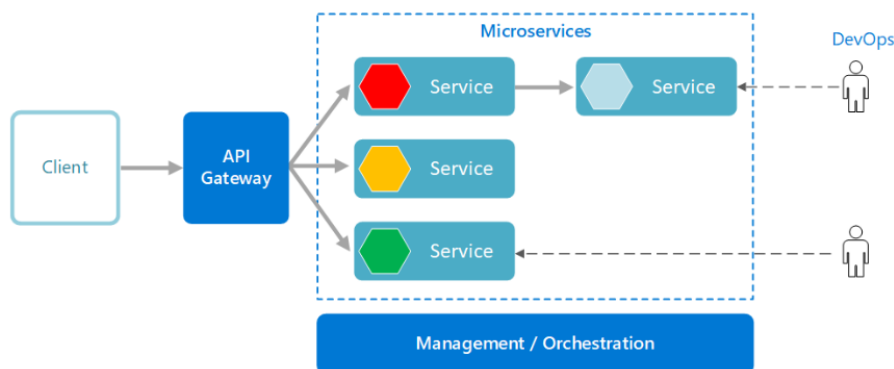 Microservices
DevOps
Service
Service
Client
API
Gateway
Service
Service
Management / Orchestration